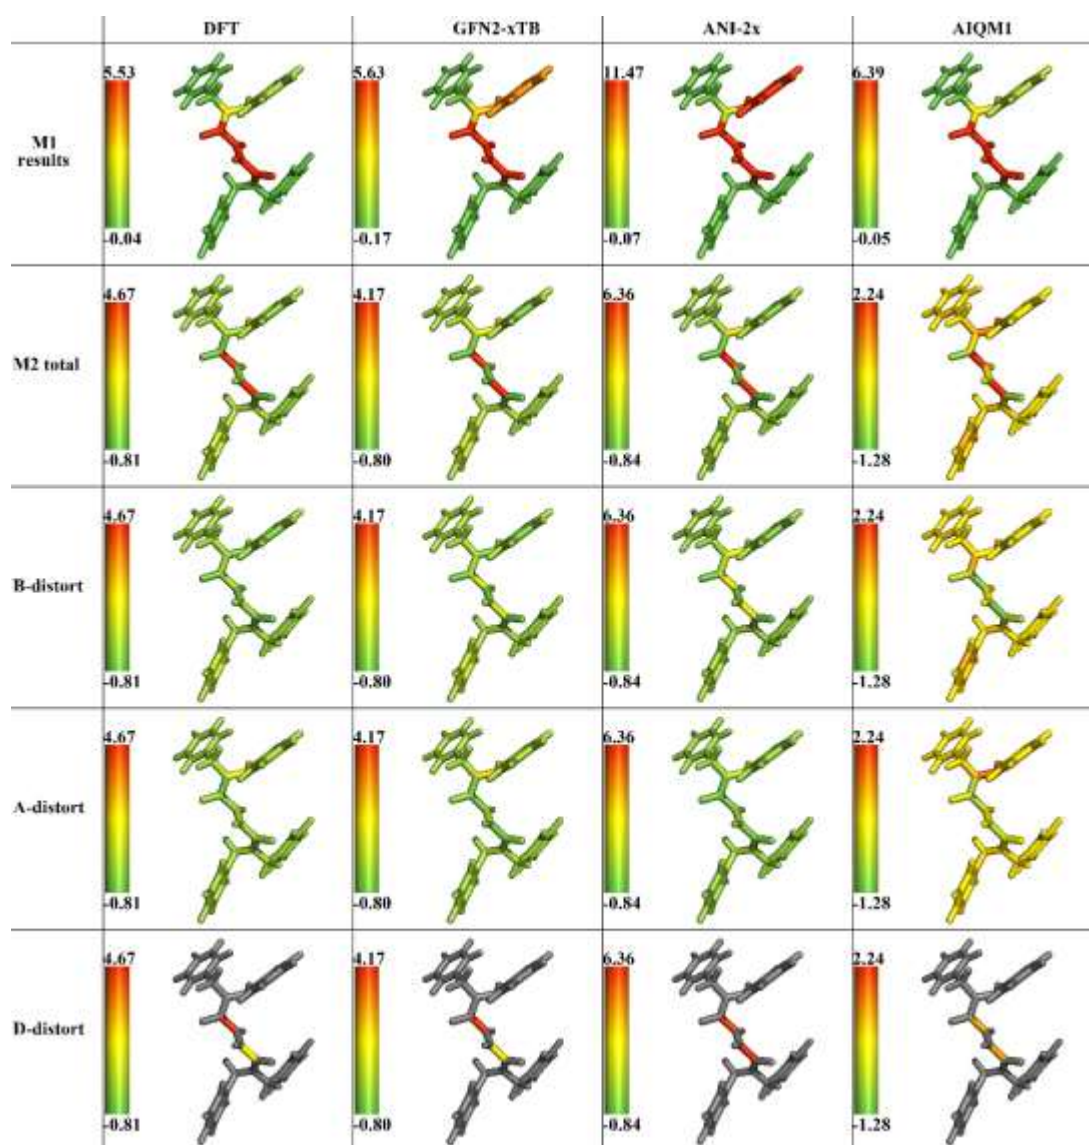 DFT GFN2-xTB ANI-2x AIQM1
5.53 5.63 11.47 6.39
M1
results
-0.04 -0.17 -0.07 -0.05
4.67 4.17 6.36 2.24
M2 total
-0.81 -0.80 -0.84 -1.28
4.67 4.17 6.36 2.24
B-distort
-0.81 -0.80 -0.84 -1.28
4.67 4.17 6.36 2.24
A-distort
-0.81 -0.80 -0.84 -1.28
4.67 4.17 6.36 2.24
D-distort
-0.81 -0.80 -0.84 -1.28